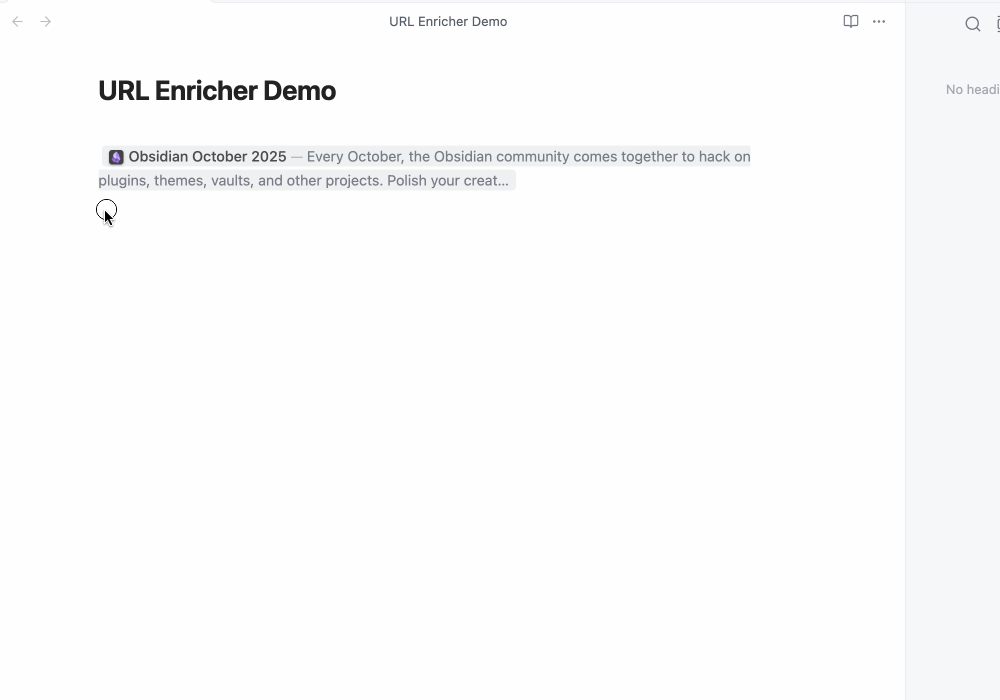 URL Enricher Demo
URL Enricher Demo
No headi
Obsidian October 2025 — Every October, the Obsidian community comes together to hack on
plugins, themes, vaults, and other projects. Polish your creat...